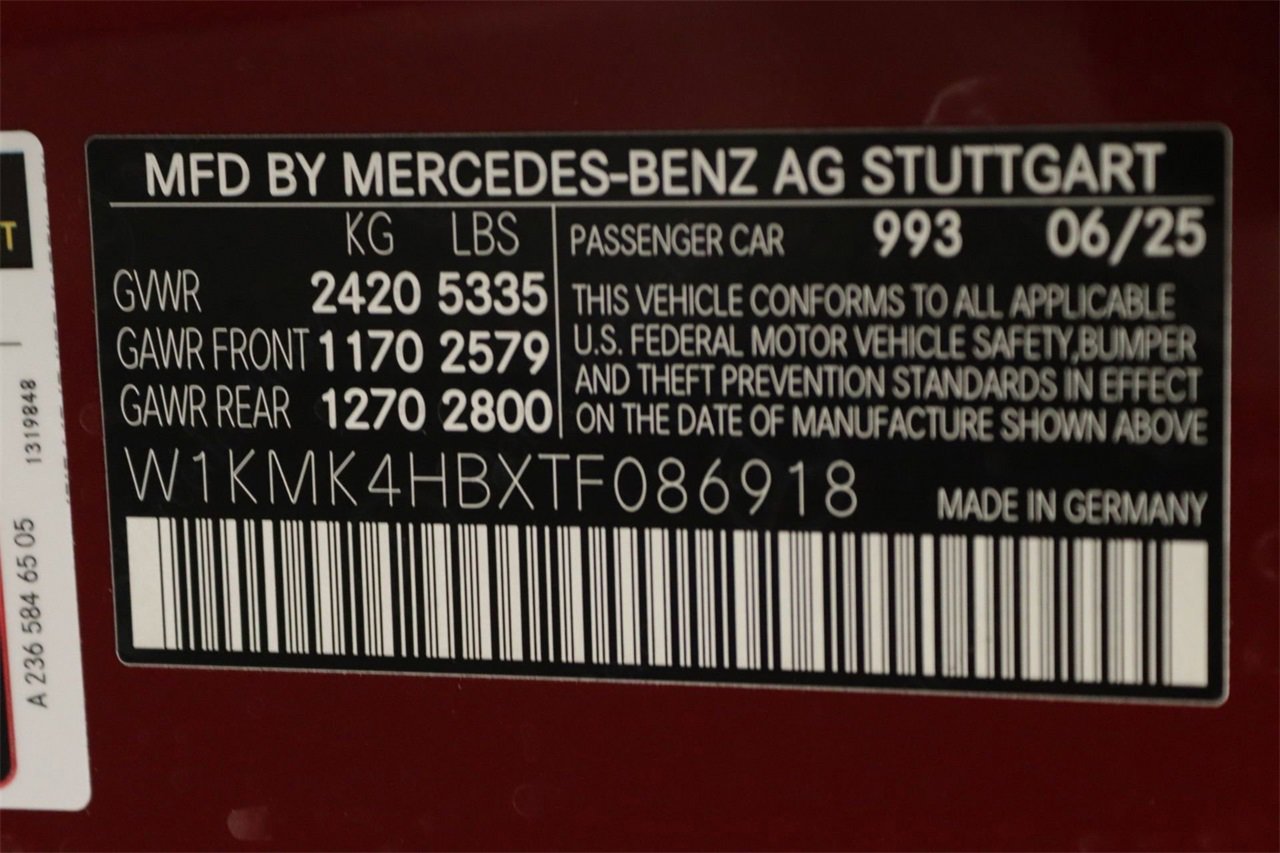 MFD BY MERCEDES-BENZ AG STUTTGART
KG LBS
GVWR 2420 5335
GAWR FRONT 1170 2579
GAWR REAR 1270 2800
PASSENGER CAR 993 06/25
THIS VEHICLE CONFORMS TO ALL APPLICABLE
U.S. FEDERAL MOTOR VEHICLE SAFETY,BUMPER
AND THEFT PREVENTION STANDARDS IN EFFECT
ON THE DATE OF MANUFACTURE SHOWN ABOVE
W1KMK4HBXTF086918
MADE IN GERMANY
T
1319848
A 236 584 65 05